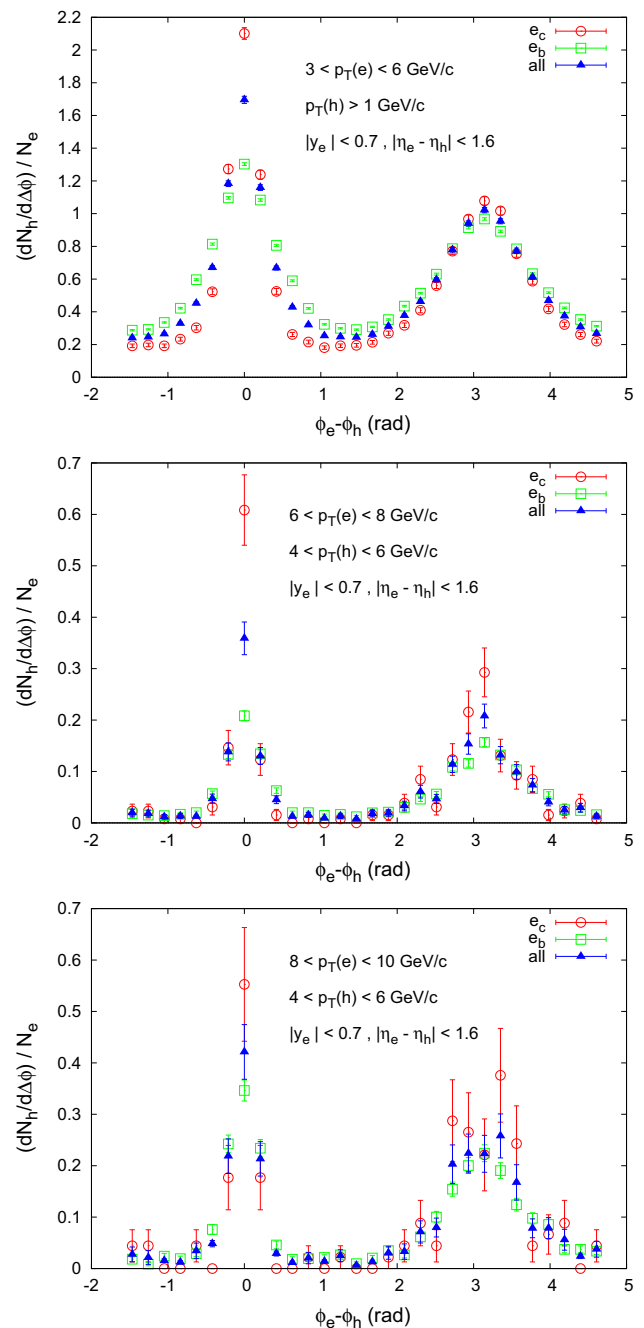 2.2
2
1.8
1.6
1.4
1.2
1
0.8
0.6
0.4
0.2
0
(dN_h/dΔϕ) / N_e
e_c
e_b
all
3 < p_T(e) < 6 GeV/c
p_T(h) > 1 GeV/c
|y_e | < 0.7 , |η_e - η_h| < 1.6
-2 -1 0 1 2 3 4 5
ϕ_e-ϕ_h (rad)
0.7
0.6
0.5
0.4
0.3
0.2
0.1
0
(dN_h/dΔϕ) / N_e
e_c
e_b
all
6 < p_T(e) < 8 GeV/c
4 < p_T(h) < 6 GeV/c
|y_e | < 0.7 , |η_e - η_h| < 1.6
-2 -1 0 1 2 3 4 5
ϕ_e-ϕ_h (rad)
0.7
0.6
0.5
0.4
0.3
0.2
0.1
0
(dN_h/dΔϕ) / N_e
e_c
e_b
all
8 < p_T(e) < 10 GeV/c
4 < p_T(h) < 6 GeV/c
|y_e | < 0.7 , |η_e - η_h| < 1.6
-2 -1 0 1 2 3 4 5
ϕ_e-ϕ_h (rad)